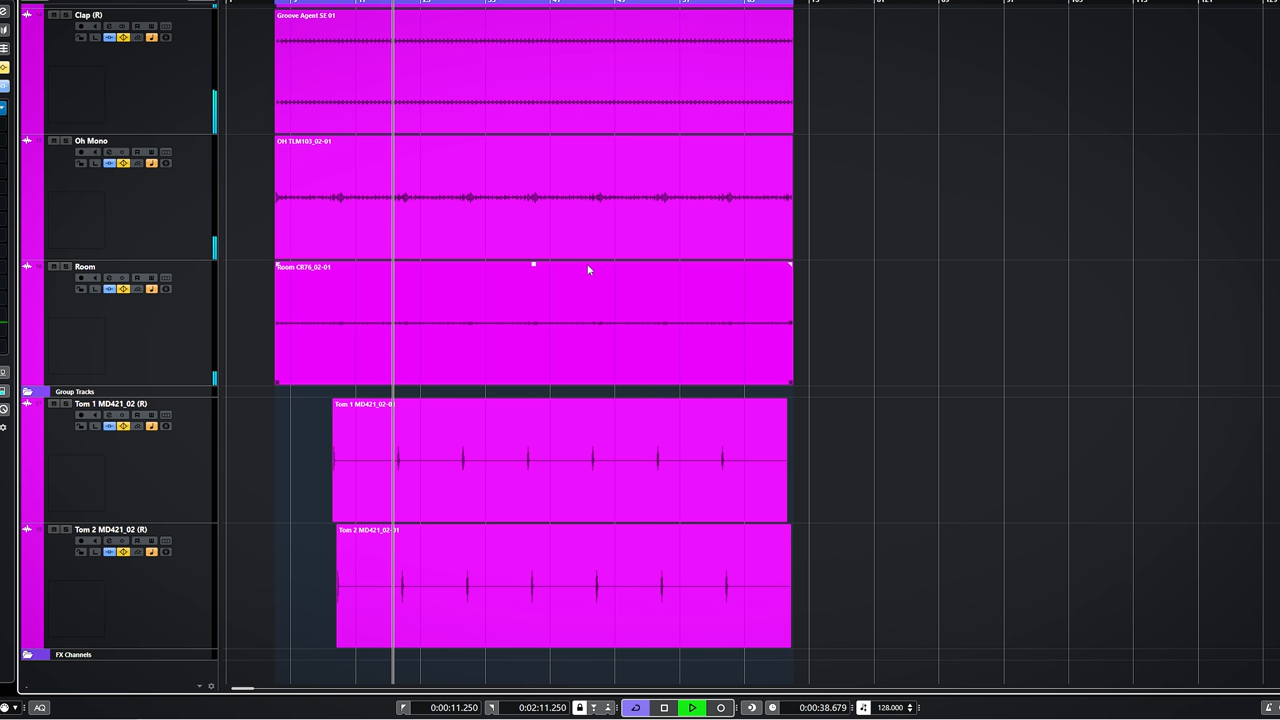 Clap (R)
Groove Agent SE 01
Oh Mono
OH TLM103_02-01
Room
Room CR76_02-01
Group Tracks
Tom 1 MD421_02 (R)
Tom 1 MD421_02-01
Tom 2 MD421_02 (R)
Tom 2 MD421_02-01
FX Channels
AQ
0:00:11.250
0:02:11.250
0:00:38.679
128.000